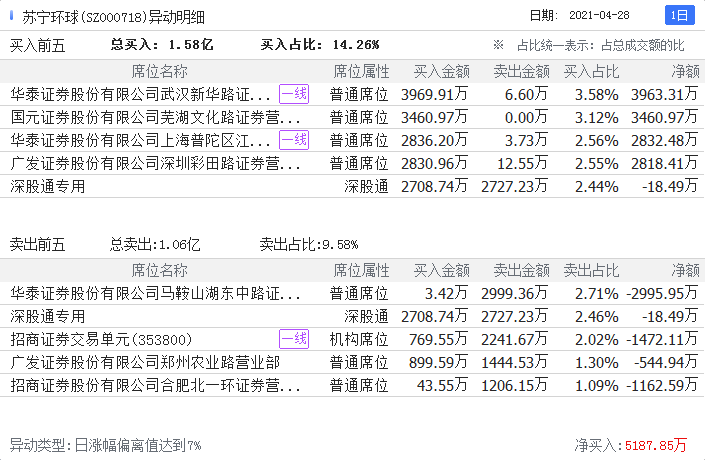 苏宁环球(SZ000718)异动明细 日期: 2021-04-28 1日
买入前五 总买入: 1.58亿 买入占比: 14.26% ※ 占比统一表示: 占总成交额的比
席位名称 席位属性 买入金额 卖出金额 买入占比 净额
华泰证券股份有限公司武汉新华路证... 一线 普通席位 3969.91万 6.60万 3.58% 3963.31万
国元证券股份有限公司芜湖文化路证券营... 普通席位 3460.97万 0.00万 3.12% 3460.97万
华泰证券股份有限公司上海普陀区江... 一线 普通席位 2836.20万 3.73万 2.56% 2832.48万
广发证券股份有限公司深圳彩田路证券营... 普通席位 2830.96万 12.55万 2.55% 2818.41万
深股通专用 深股通 2708.74万 2727.23万 2.44% -18.49万
卖出前五 总卖出:1.06亿 卖出占比:9.58%
席位名称 席位属性 买入金额 卖出金额 卖出占比 净额
华泰证券股份有限公司马鞍山湖东中路证... 普通席位 3.42万 2999.36万 2.71% -2995.95万
深股通专用 深股通 2708.74万 2727.23万 2.46% -18.49万
招商证券交易单元(353800) 一线 机构席位 769.55万 2241.67万 2.02% -1472.11万
广发证券股份有限公司郑州农业路营业部 普通席位 899.59万 1444.53万 1.30% -544.94万
招商证券股份有限公司合肥北一环证券营... 普通席位 43.55万 1206.15万 1.09% -1162.59万
异动类型:日涨幅偏离值达到7% 净买入:5187.85万